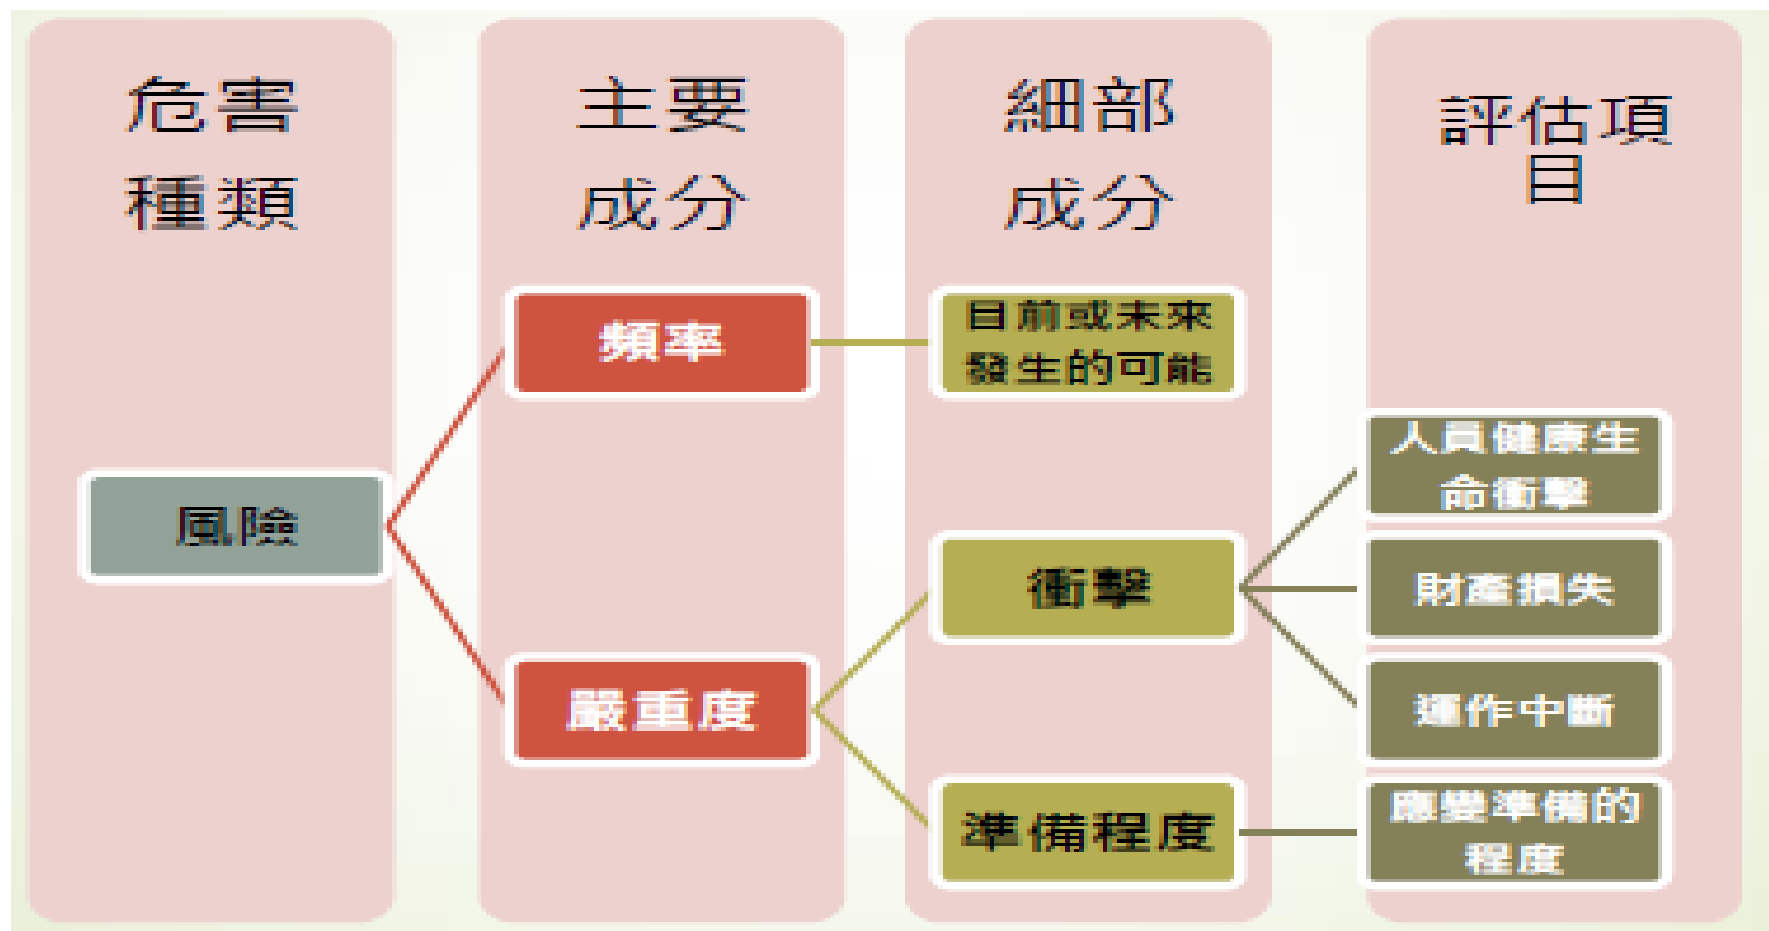 危害
種類
主要
成分
細部
成分
評估項
目
風險
頻率
嚴重度
目前或未來
發生的可能
衝擊
準備程度
人員健康生
命衝擊
財產損失
運作中斷
應變準備的
程度